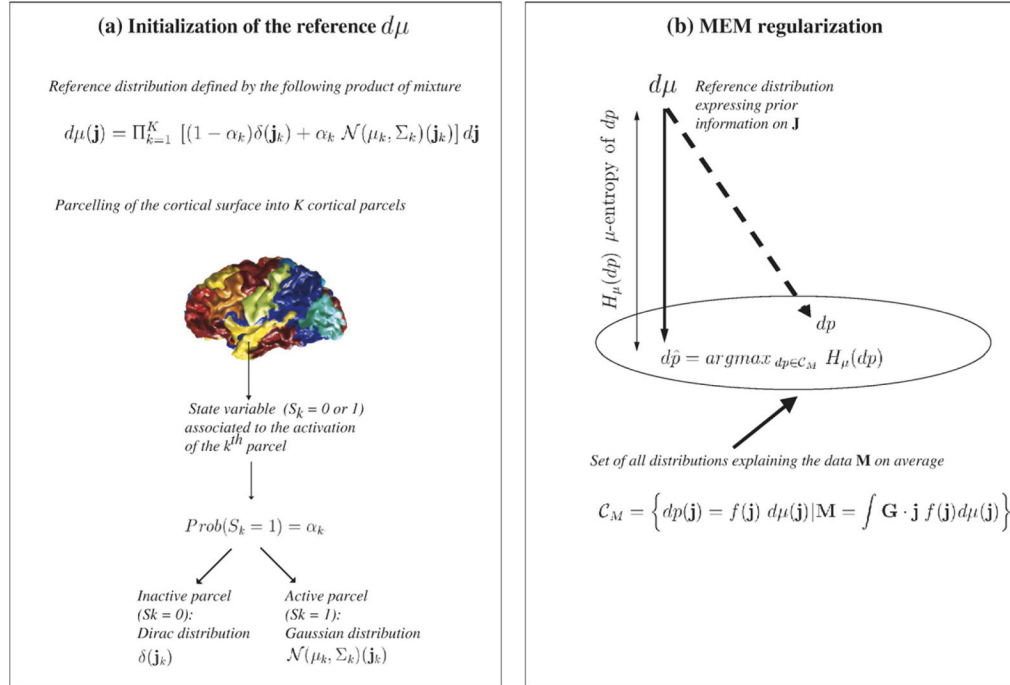 (a) Initialization of the reference dμ
Reference distribution defined by the following product of mixture
dμ(j) = Π_{k=1}^{K} [(1 − α_k)δ(j_k) + α_k N(μ_k, Σ_k)(j_k)] dj
Parcelling of the cortical surface into K cortical parcels
State variable (S_k = 0 or 1)
associated to the activation
of the k^th parcel
Prob(S_k = 1) = α_k
Inactive parcel
(Sk = 0):
Dirac distribution
δ(j_k)
Active parcel
(Sk = 1):
Gaussian distribution
N(μ_k, Σ_k)(j_k)
(b) MEM regularization
dμ
Reference distribution
expressing prior
information on J
H_μ(dp) μ-entropy of dp
dp
dp̂ = argmax_{dp∈C_M} H_μ(dp)
Set of all distributions explaining the data M on average
C_M = {dp(j) = f(j) dμ(j)|M = ∫ G · j f(j)dμ(j)}